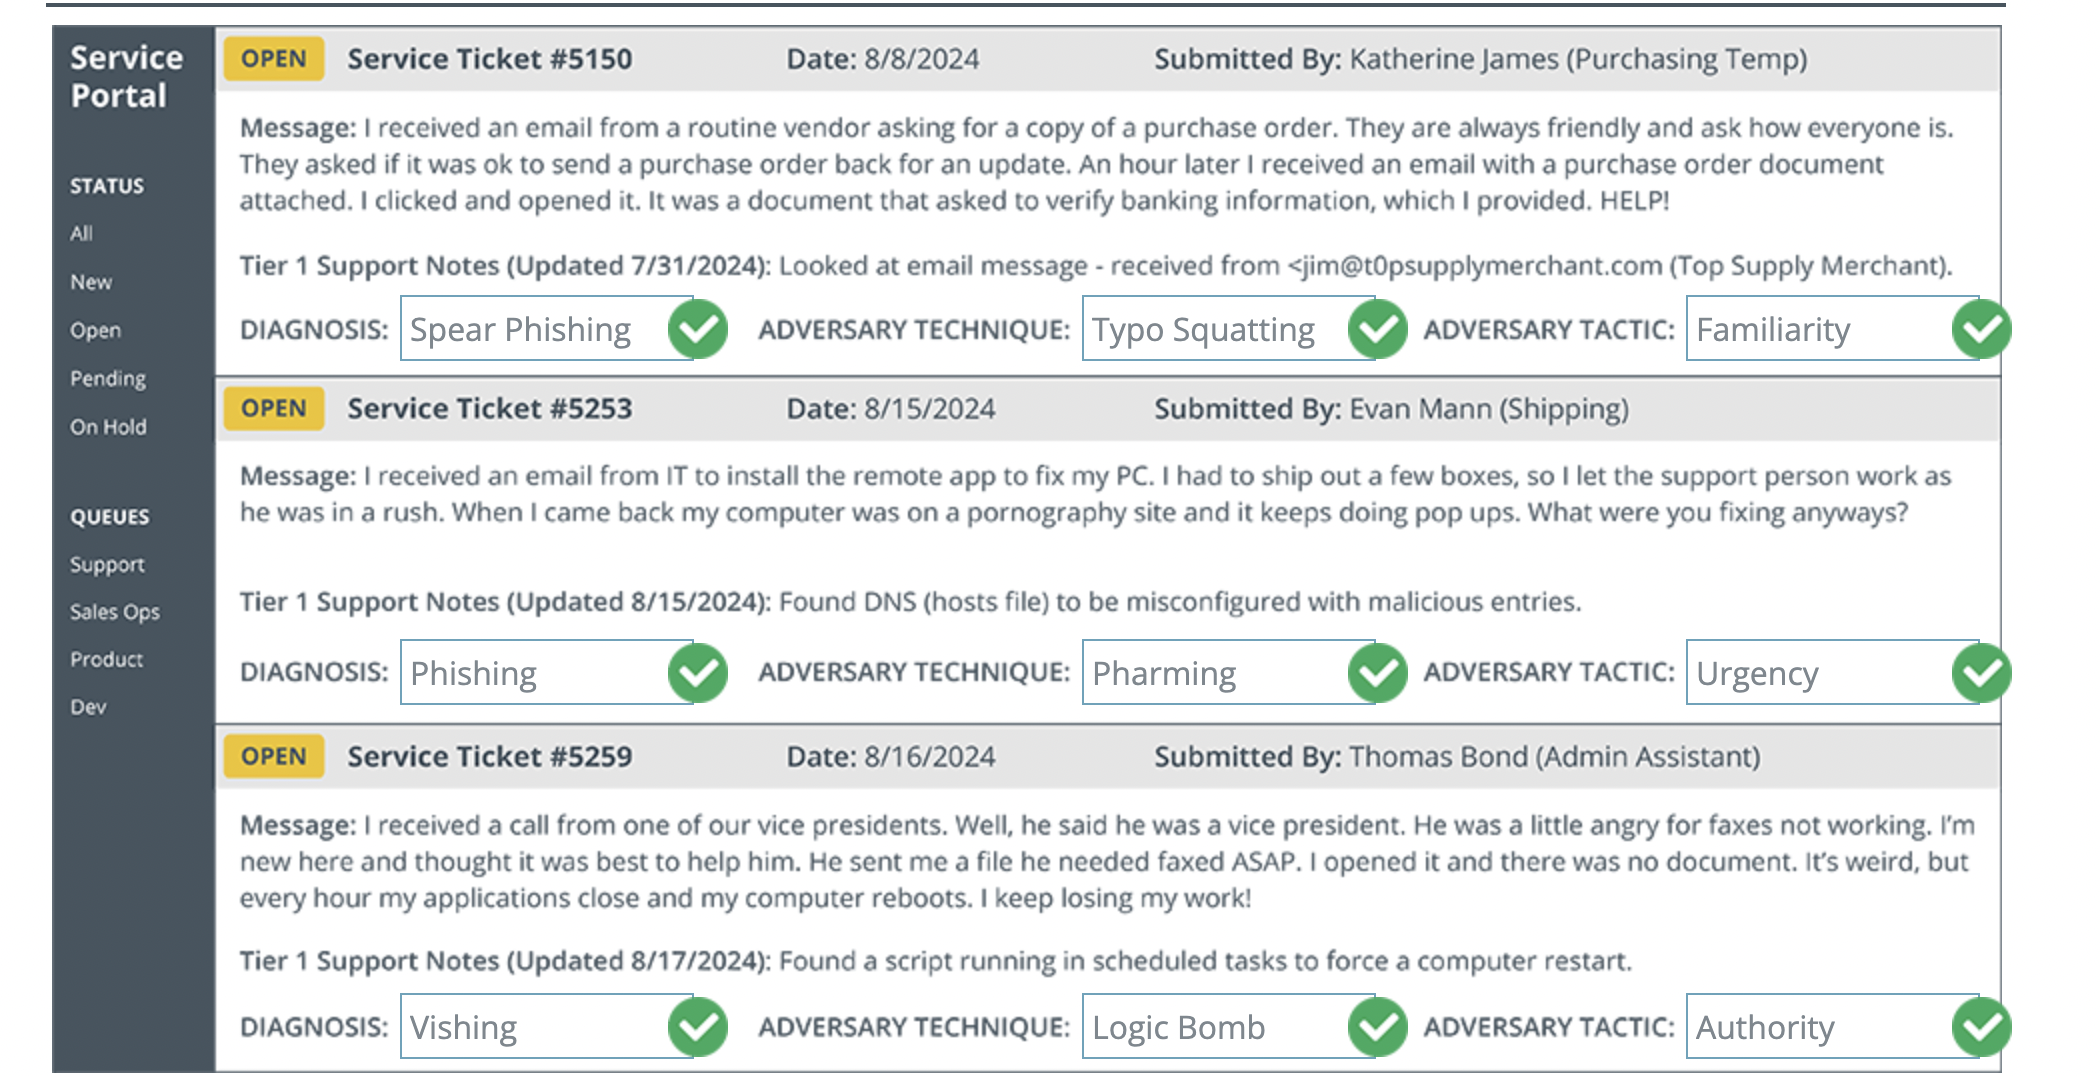 Service
Portal
STATUS
All
New
Open
Pending
On Hold
QUEUES
Support
Sales Ops
Product
Dev
OPEN Service Ticket #5150 Date: 8/8/2024 Submitted By: Katherine James (Purchasing Temp)
Message: I received an email from a routine vendor asking for a copy of a purchase order. They are always friendly and ask how everyone is.
They asked if it was ok to send a purchase order back for an update. An hour later I received an email with a purchase order document
attached. I clicked and opened it. It was a document that asked to verify banking information, which I provided. HELP!
Tier 1 Support Notes (Updated 7/31/2024): Looked at email message - received from <jim@t0psupplymerchant.com (Top Supply Merchant).
DIAGNOSIS: Spear Phishing ADVERSARY TECHNIQUE: Typo Squatting ADVERSARY TACTIC: Familiarity
OPEN Service Ticket #5253 Date: 8/15/2024 Submitted By: Evan Mann (Shipping)
Message: I received an email from IT to install the remote app to fix my PC. I had to ship out a few boxes, so I let the support person work as
he was in a rush. When I came back my computer was on a pornography site and it keeps doing pop ups. What were you fixing anyways?
Tier 1 Support Notes (Updated 8/15/2024): Found DNS (hosts file) to be misconfigured with malicious entries.
DIAGNOSIS: Phishing ADVERSARY TECHNIQUE: Pharming ADVERSARY TACTIC: Urgency
OPEN Service Ticket #5259 Date: 8/16/2024 Submitted By: Thomas Bond (Admin Assistant)
Message: I received a call from one of our vice presidents. Well, he said he was a vice president. He was a little angry for faxes not working. I'm
new here and thought it was best to help him. He sent me a file he needed faxed ASAP. I opened it and there was no document. It's weird, but
every hour my applications close and my computer reboots. I keep losing my work!
Tier 1 Support Notes (Updated 8/17/2024): Found a script running in scheduled tasks to force a computer restart.
DIAGNOSIS: Vishing ADVERSARY TECHNIQUE: Logic Bomb ADVERSARY TACTIC: Authority